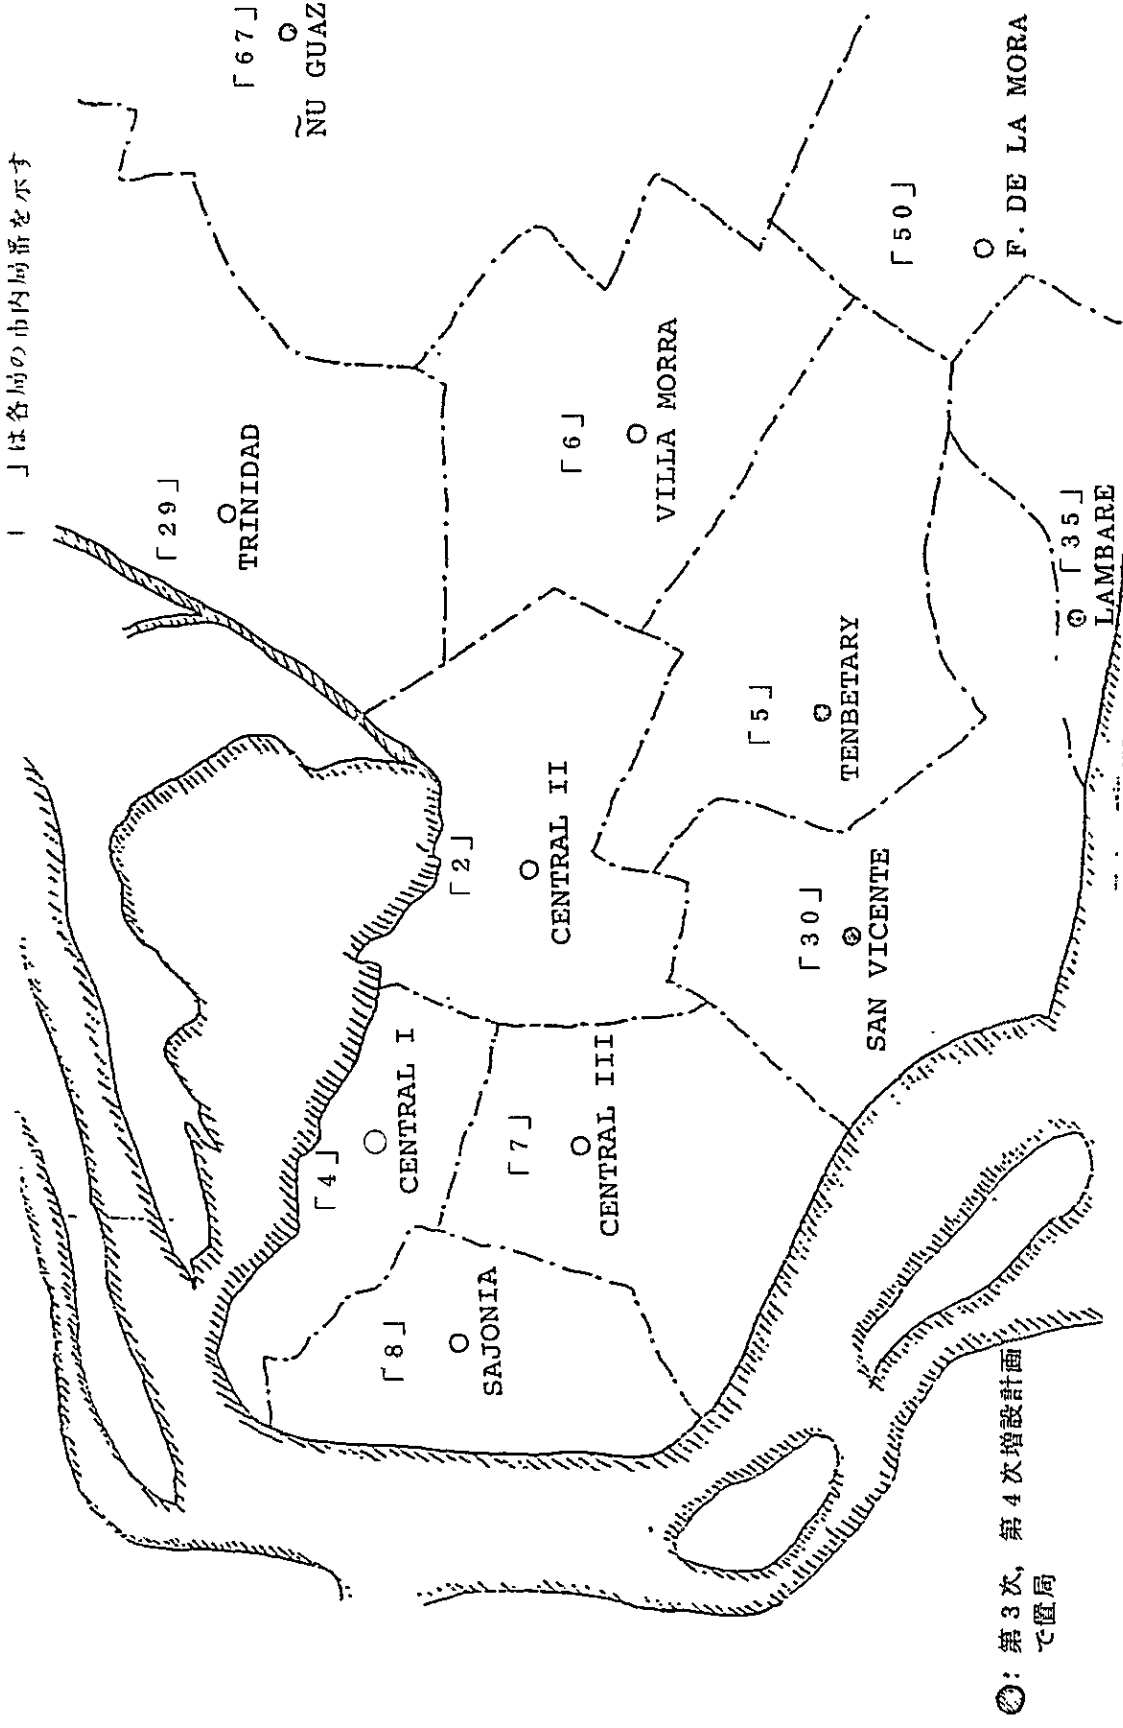 」は各局の市内局番を示す
「67」
ÑU GUAZ
「29」
TRINIDAD
「6」
VILLA MORRA
「50」
F. DE LA MORA
「2」
CENTRAL II
「5」
TENBETARY
「35」
LAMBARE
「4」
CENTRAL I
「7」
CENTRAL III
「30」
SAN VICENTE
「8」
SAJONIA
: 第3次, 第4次増設計画
で置局